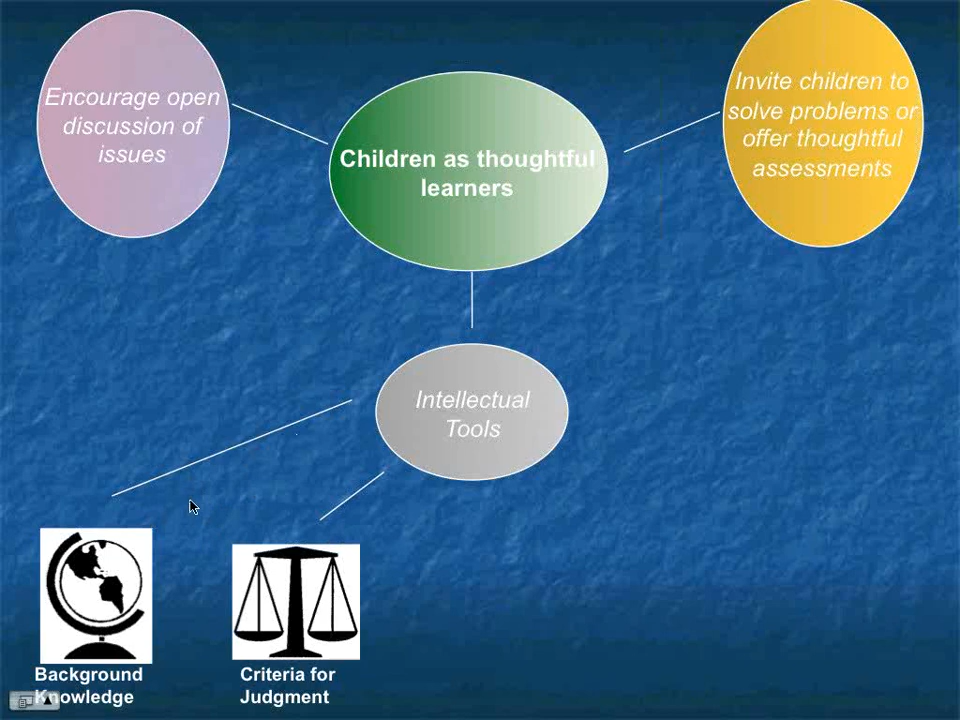 Encourage open
discussion of
issues
Children as thoughtful
learners
Invite children to
solve problems or
offer thoughtful
assessments
Intellectual
Tools
Background
Knowledge
Criteria for
Judgment